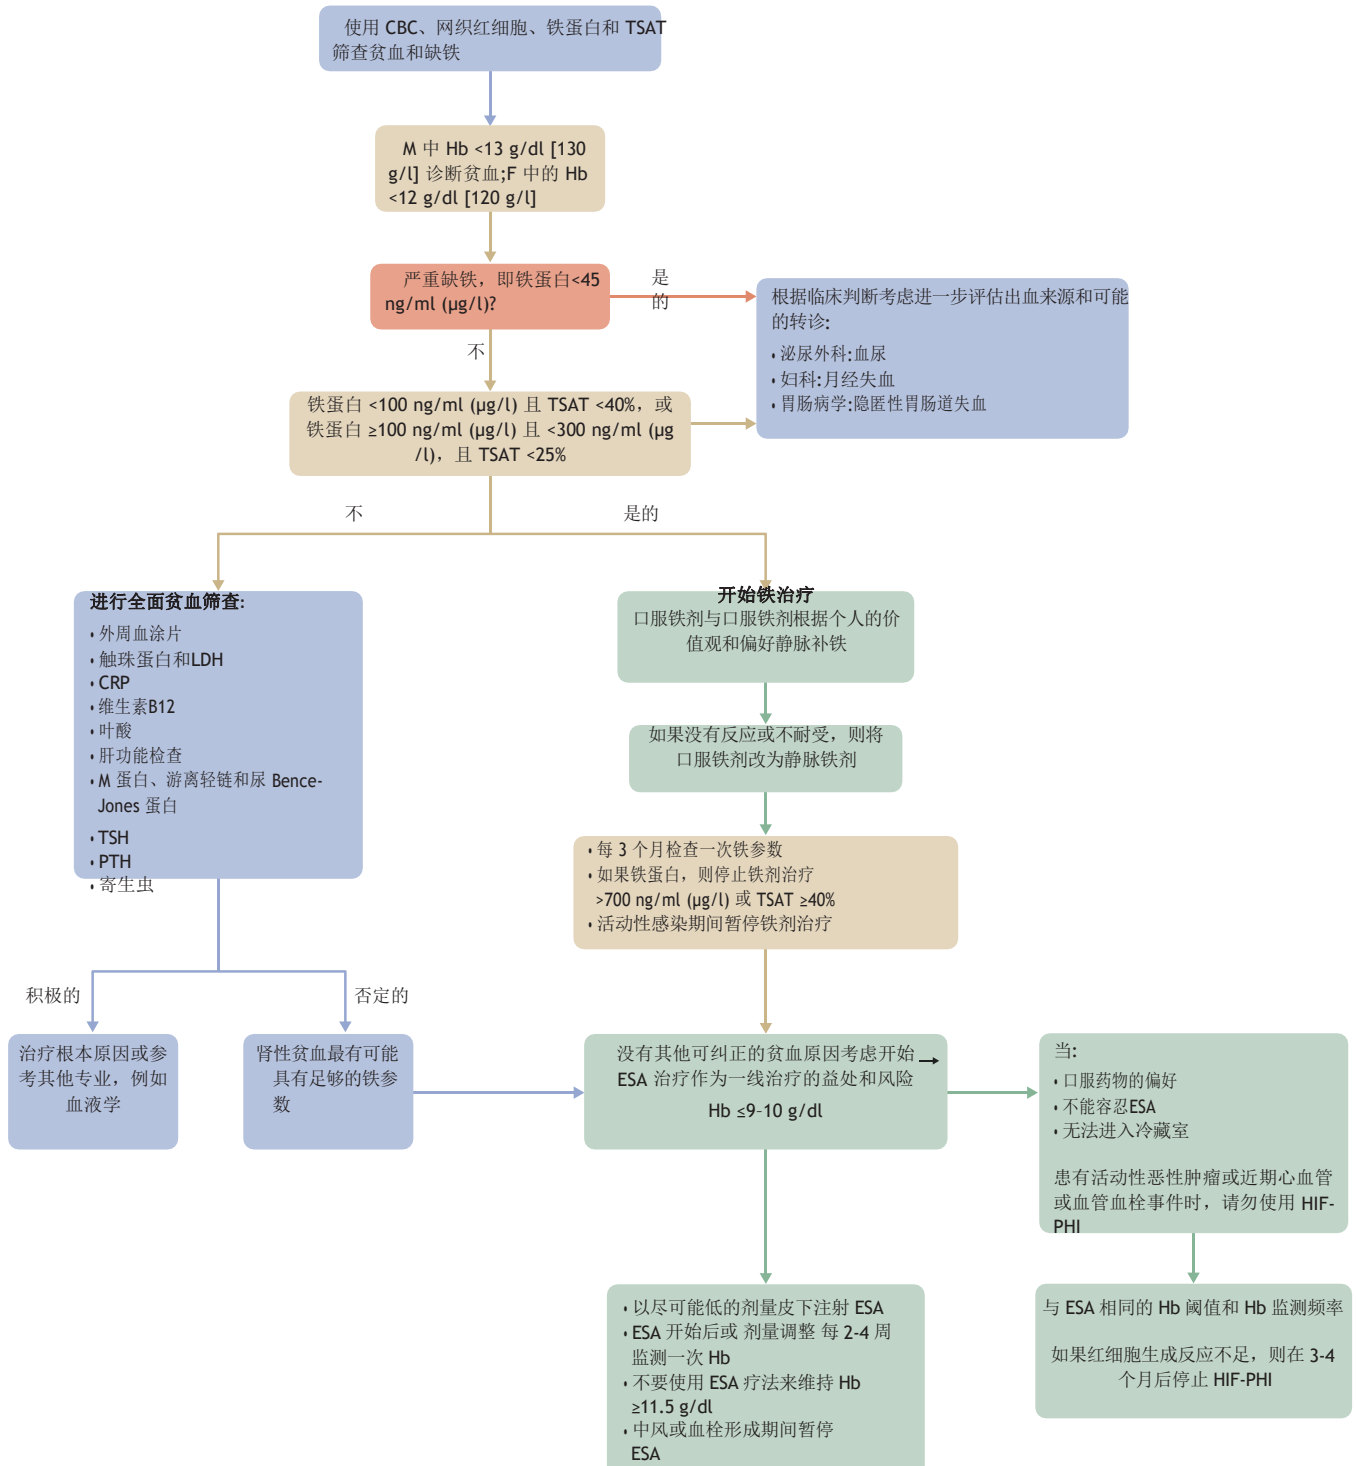 使用 CBC、网织红细胞、铁蛋白和 TSAT
筛查贫血和缺铁
M 中 Hb <13 g/dl [130
g/l] 诊断贫血;F 中的 Hb
<12 g/dl [120 g/l]
严重缺铁，即铁蛋白<45
ng/ml (µg/l)?
是
的
根据临床判断考虑进一步评估出血来源和可能
的转诊:
• 泌尿外科:血尿
• 妇科:月经失血
• 胃肠病学:隐匿性胃肠道失血
不
铁蛋白 <100 ng/ml (µg/l) 且 TSAT <40%，或
铁蛋白 ≥100 ng/ml (µg/l) 且 <300 ng/ml (µg
/l)，且 TSAT <25%
不
是的
进行全面贫血筛查:
• 外周血涂片
• 触珠蛋白和LDH
• CRP
• 维生素B12
• 叶酸
• 肝功能检查
• M 蛋白、游离轻链和尿 Bence-
Jones 蛋白
• TSH
• PTH
• 寄生虫
开始铁治疗
口服铁剂与口服铁剂根据个人的价
值观和偏好静脉补铁
如果没有反应或不耐受，则将
口服铁剂改为静脉铁剂
• 每 3 个月检查一次铁参数
• 如果铁蛋白，则停止铁剂治疗
>700 ng/ml (µg/l) 或 TSAT ≥40%
• 活动性感染期间暂停铁剂治疗
积极的
否定的
治疗根本原因或参
考其他专业，例如
血液学
肾性贫血最有可能
具有足够的铁参
数
没有其他可纠正的贫血原因考虑开始 →
ESA 治疗作为一线治疗的益处和风险
Hb ≤9-10 g/dl
当:
• 口服药物的偏好
• 不能容忍ESA
• 无法进入冷藏室
患有活动性恶性肿瘤或近期心血管
或血管血栓事件时，请勿使用 HIF-
PHI
• 以尽可能低的剂量皮下注射 ESA
• ESA 开始后或 剂量调整 每 2-4 周
监测一次 Hb
• 不要使用 ESA 疗法来维持 Hb
≥11.5 g/dl
• 中风或血栓形成期间暂停
ESA
与 ESA 相同的 Hb 阈值和 Hb 监测频率
如果红细胞生成反应不足，则在 3-4
个月后停止 HIF-PHI